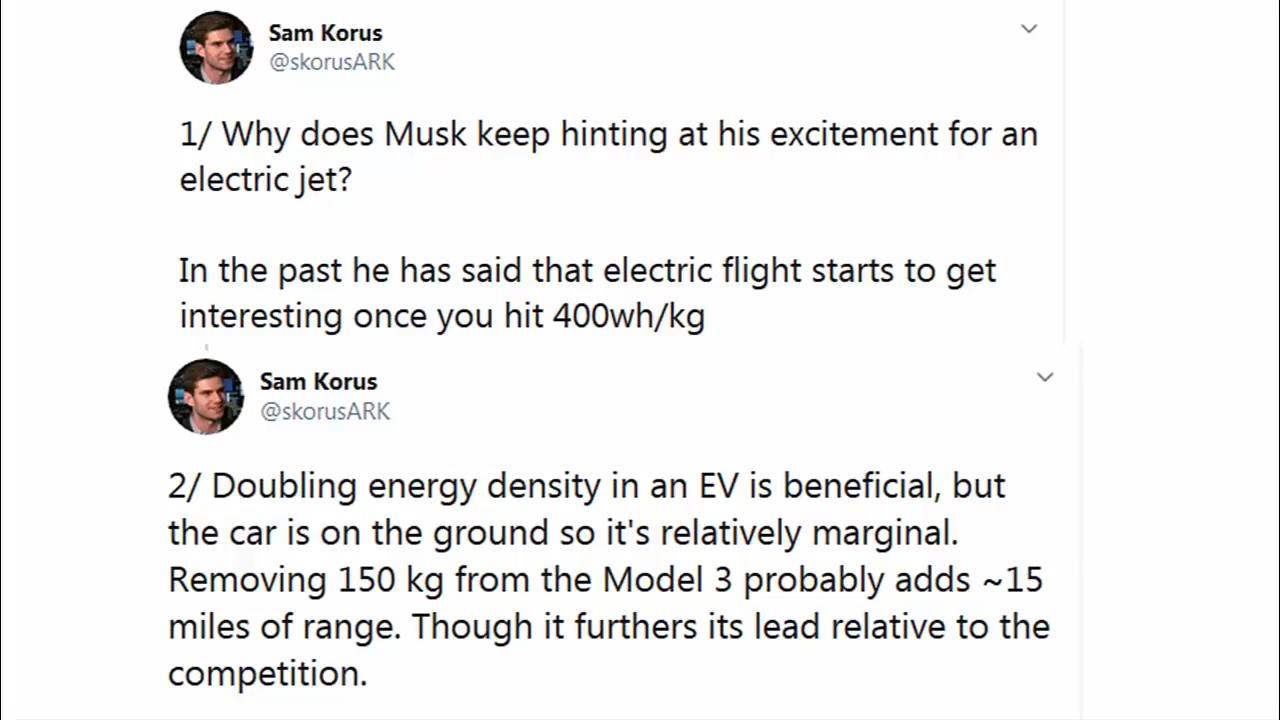 Sam Korus
@skorusARK
1/ Why does Musk keep hinting at his excitement for an
electric jet?
In the past he has said that electric flight starts to get
interesting once you hit 400wh/kg
Sam Korus
@skorusARK
2/ Doubling energy density in an EV is beneficial, but
the car is on the ground so it's relatively marginal.
Removing 150 kg from the Model 3 probably adds ~15
miles of range. Though it furthers its lead relative to the
competition.